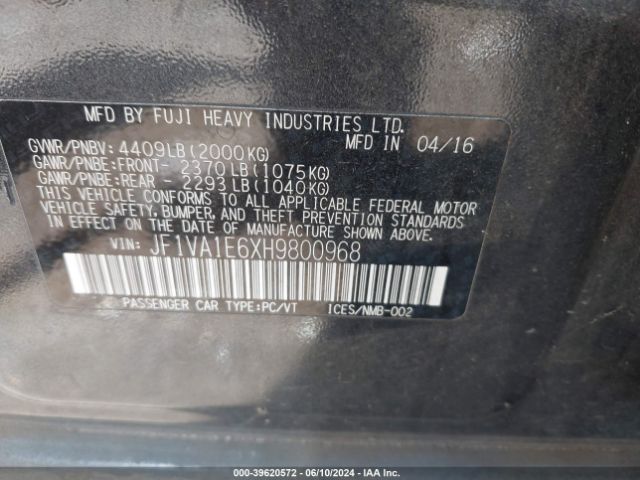 MFD BY FUJI HEAVY INDUSTRIES LTD.
MFD IN 04/16
GVWR/PNBV: 4409LB(2000KG)
GAWR/PNBE:FRONT- 2370LB(1075KG)
GAWR/PNBE:REAR - 2293LB(1040KG)
THIS VEHICLE CONFORMS TO ALL APPLICABLE FEDERAL MOTOR
VEHICLE SAFETY, BUMPER, AND THEFT PREVENTION STANDARDS
IN EFFECT ON THE DATE OF MANUFACTURE SHOWN ABOVE.
VIN: JF1VA1E6XH9800968
PASSENGER CAR TYPE:PC/VT ICES/NMB-002
000-39620572 / 06/10/2024 - IAA Inc.